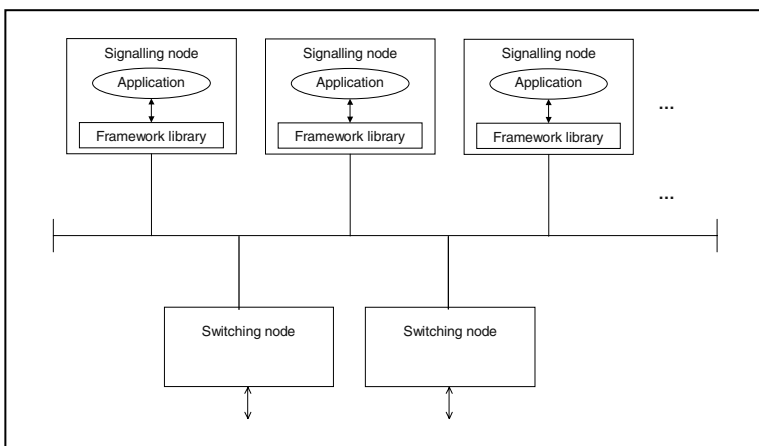 Signalling node
Application
Framework library
Signalling node
Application
Framework library
Signalling node
Application
Framework library
...
...
Switching node
Switching node